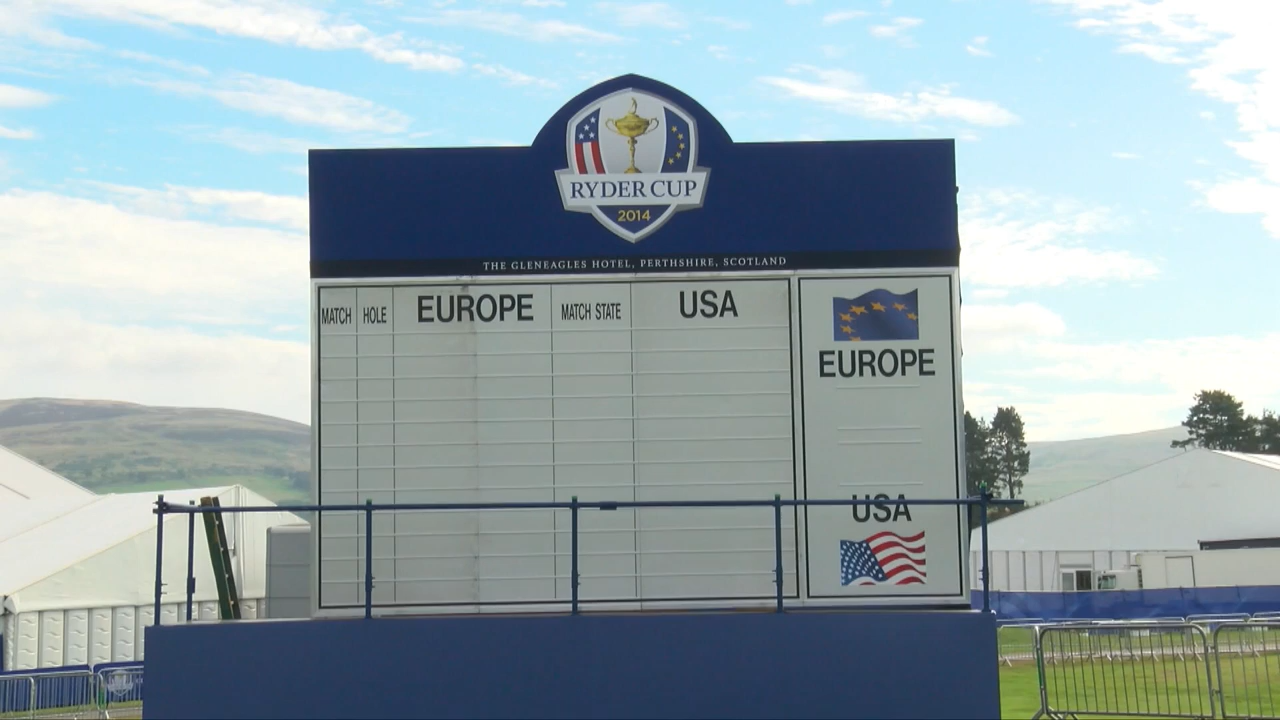 RYDER CUP
2014
THE GLENEAGLES HOTEL, PERTHSHIRE, SCOTLAND
MATCH HOLE EUROPE MATCH STATE USA
EUROPE
USA